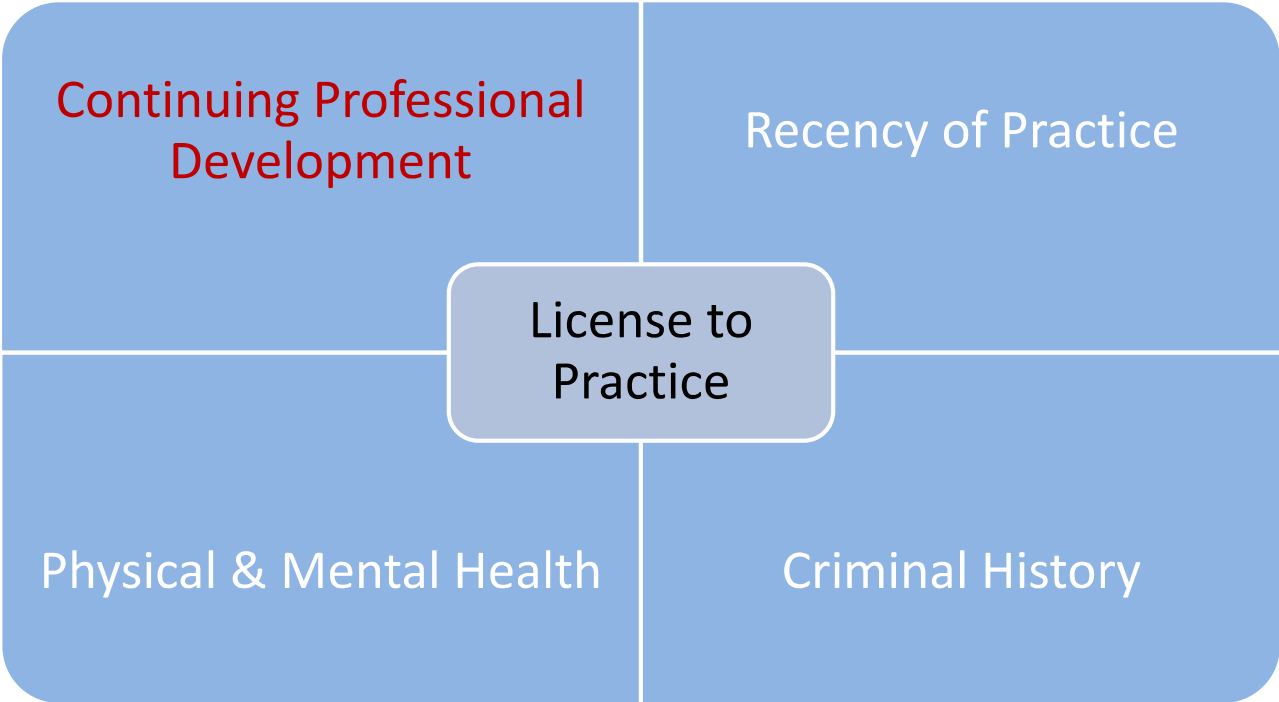 Continuing Professional
Development
Recency of Practice
License to
Practice
Physical & Mental Health
Criminal History